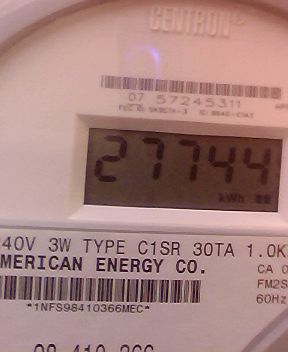 CENTRON®
07 57245311
27744
kWh
40V 3W TYPE C1SR 30TA 1.0K
MERICAN ENERGY CO.
CA 0
FM2S
60Hz
*1NFS98410366MEC*